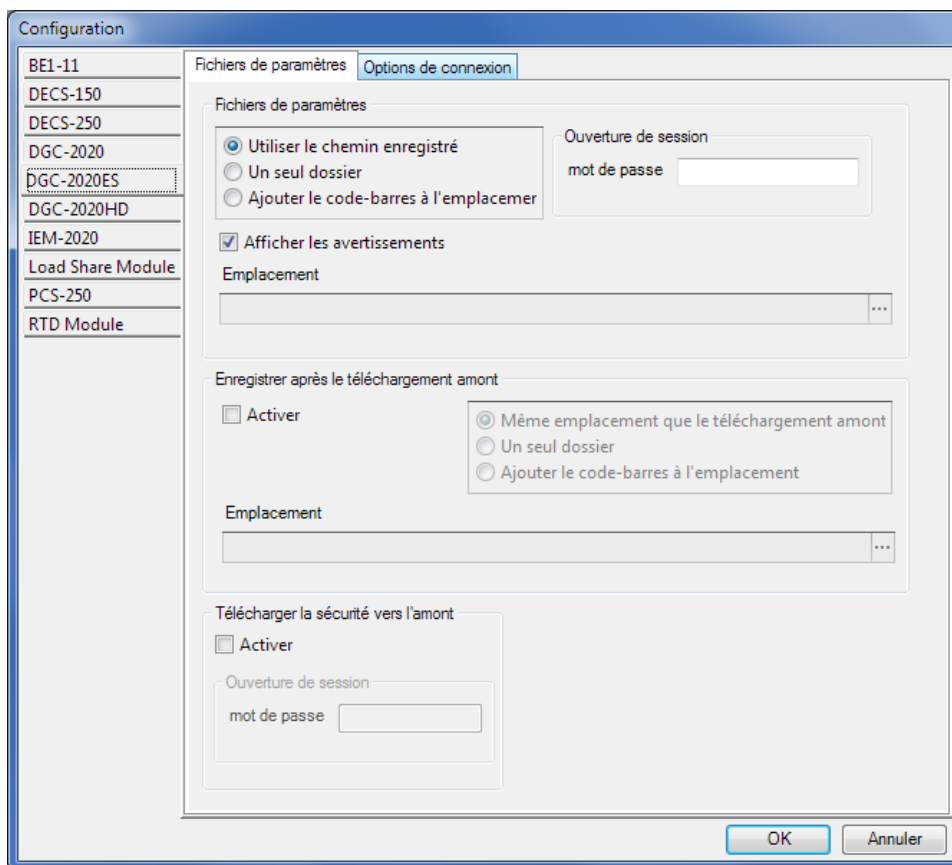 Configuration
BE1-11
DECS-150
DECS-250
DGC-2020
DGC-2020ES
DGC-2020HD
IEM-2020
Load Share Module
PCS-250
RTD Module
Fichiers de paramètres
Options de connexion
Fichiers de paramètres
Utiliser le chemin enregistré
Un seul dossier
Ajouter le code-barres à l'emplacemer
Ouverture de session
mot de passe
Afficher les avertissements
Emplacement
...
Enregistrer après le téléchargement amont
Activer
Même emplacement que le téléchargement amont
Un seul dossier
Ajouter le code-barres à l'emplacement
Emplacement
...
Télécharger la sécurité vers l'amont
Activer
Ouverture de session
mot de passe
OK
Annuler